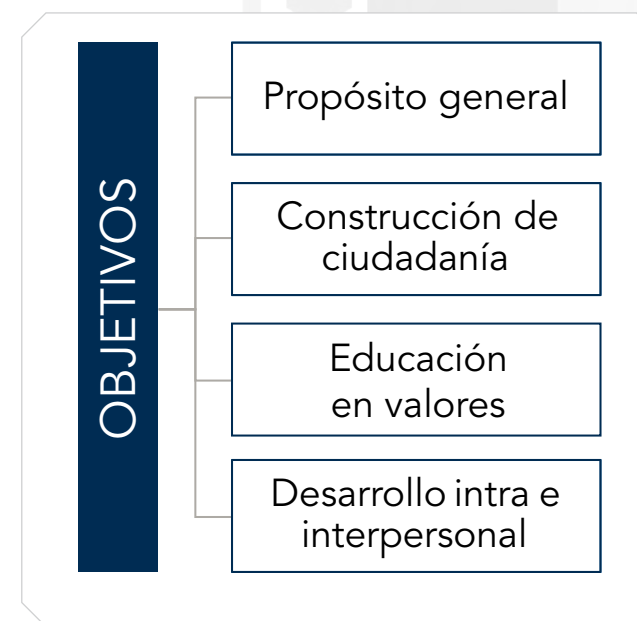 OBJETIVOS
Propósito general
Construcción de
ciudadanía
Educación
en valores
Desarrollo intra e
interpersonal